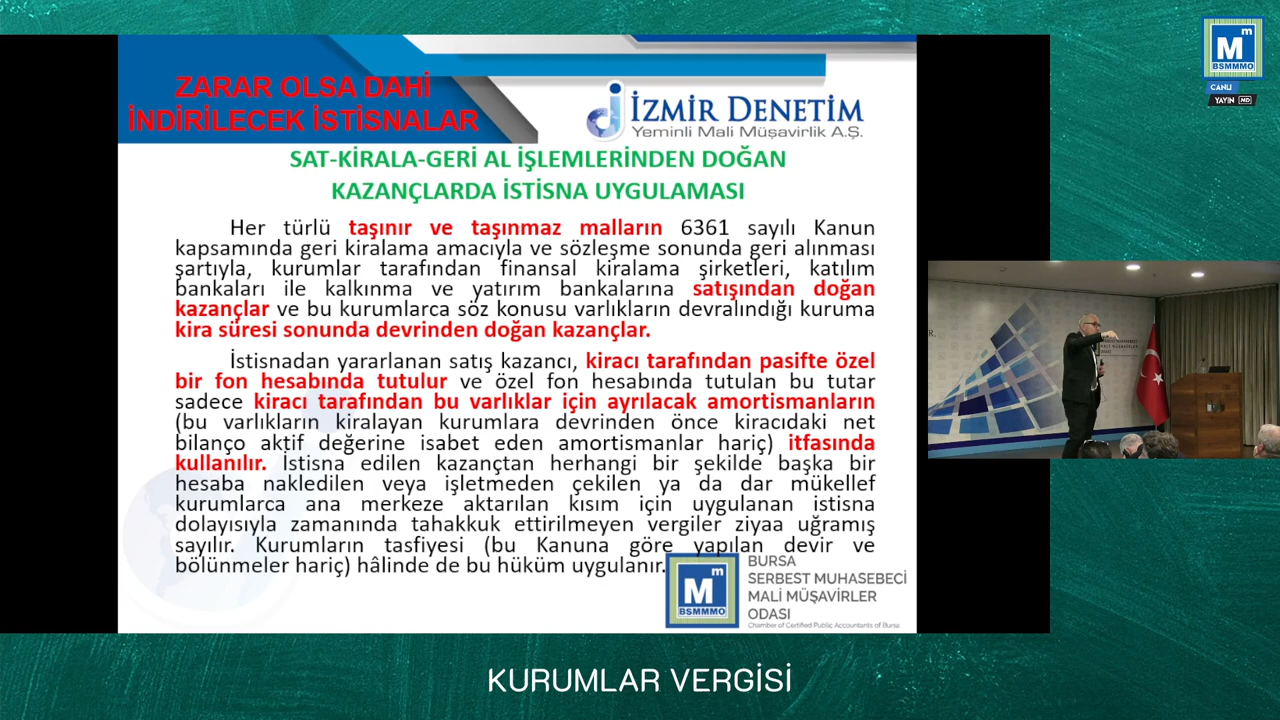 BSMMMO
CANLI
YAYIN HD
ZARAR OLSA DAHİ
İNDİRİLECEK İSTİSNALAR
İZMİR DENETİM
Yeminli Mali Müşavirlik A.Ş.
SAT-KİRALA-GERİ AL İŞLEMLERİNDEN DOĞAN
KAZANÇLARDA İSTİSNA UYGULAMASI
Her türlü taşınır ve taşınmaz malların 6361 sayılı Kanun
kapsamında geri kiralama amacıyla ve sözleşme sonunda geri alınması
şartıyla, kurumlar tarafından finansal kiralama şirketleri, katılım
bankaları ile kalkınma ve yatırım bankalarına satışından doğan
kazançlar ve bu kurumlarca söz konusu varlıkların devralındığı kuruma
kira süresi sonunda devrinden doğan kazançlar.
İstisnadan yararlanan satış kazancı, kiracı tarafından pasifte özel
bir fon hesabında tutulur ve özel fon hesabında tutulan bu tutar
sadece kiracı tarafından bu varlıklar için ayrılacak amortismanların
(bu varlıkların kiralayan kurumlara devrinden önce kiracıdaki net
bilanço aktif değerine isabet eden amortismanlar hariç) itfasında
kullanılır. İstisna edilen kazançtan herhangi bir şekilde başka bir
hesaba nakledilen veya işletmeden çekilen ya da dar mükellef
kurumlarca ana merkeze aktarılan kısım için uygulanan istisna
dolayısıyla zamanında tahakkuk ettirilmeyen vergiler ziyaa uğramış
sayılır. Kurumların tasfiyesi (bu Kanuna göre yapılan devir ve
bölünmeler hariç) hâlinde de bu hüküm uygulanır.
Mm
BSMMMO
BURSA
SERBEST MUHASEBECİ
MALİ MÜŞAVİRLER
ODASI
Chamber of Certified Public Accountants of Bursa
KURUMLAR VERGİSİ